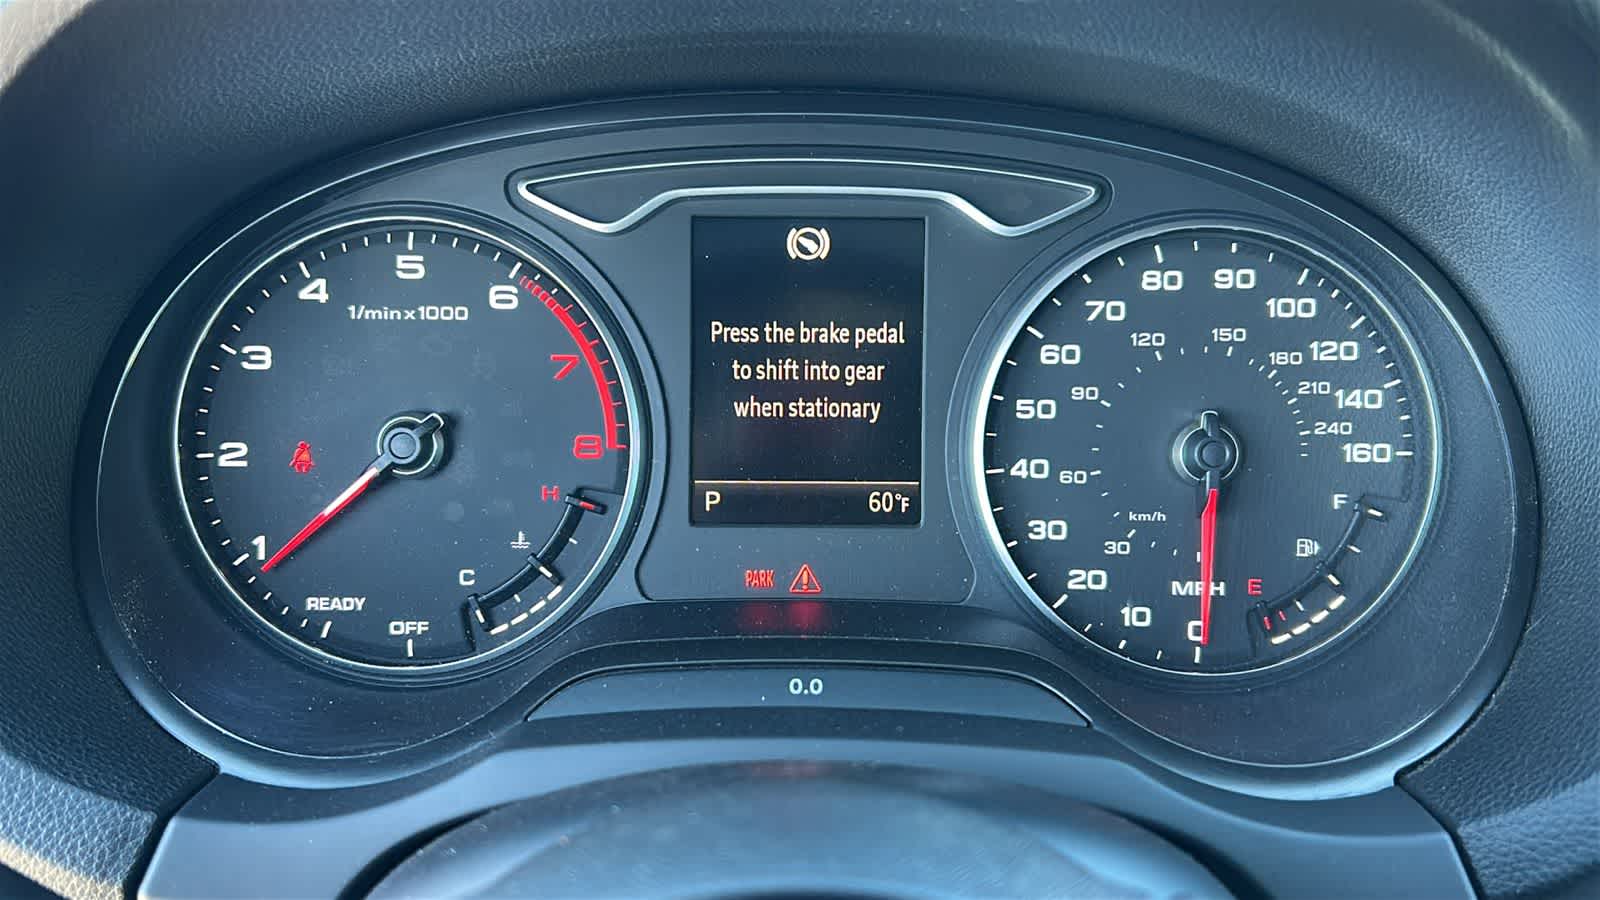 1/min x 1000
1
2
3
4
5
6
7
8
READY
OFF
H
C
Press the brake pedal
to shift into gear
when stationary
P 60°F
PARK
0.0
0
10
20
30
40
50
60
70
80
90
100
120
140
160
MPH
km/h
30
60
90
120
150
180
210
240
F
E